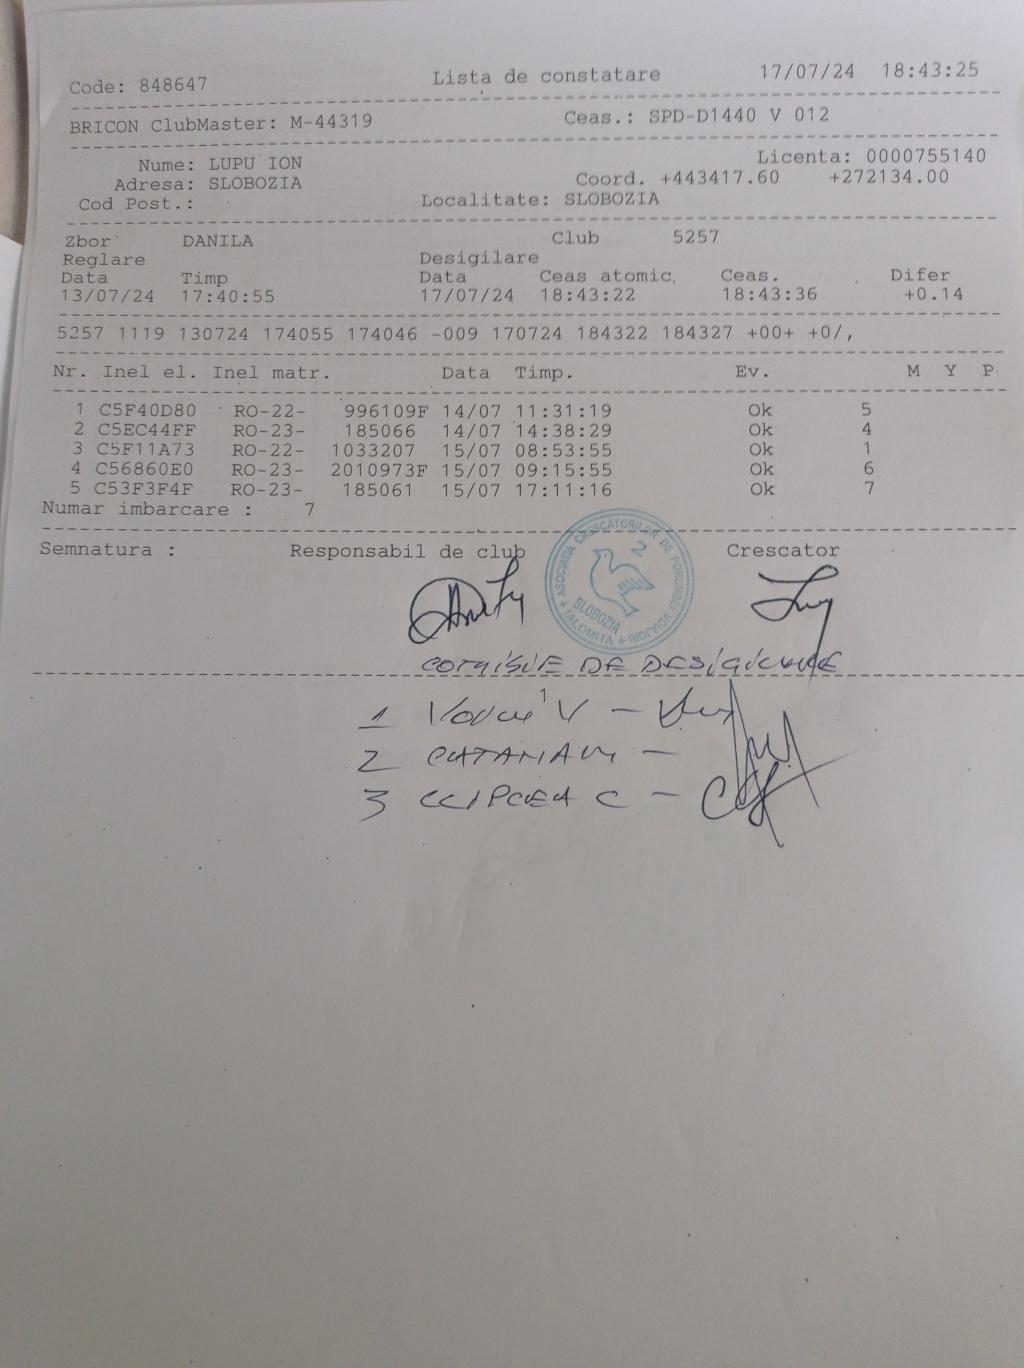 Code: 848647 Lista de constatare 17/07/24 18:43:25
BRICON ClubMaster: M-44319 Ceas.: SPD-D1440 V 012
Nume: LUPU ION Licenta: 0000755140
Adresa: SLOBOZIA Coord. +443417.60 +272134.00
Cod Post.: Localitate: SLOBOZIA
Zbor DANILA Club 5257
Reglare Desigilare
Data Timp Data Ceas atomic. Ceas. Difer
13/07/24 17:40:55 17/07/24 18:43:22 18:43:36 +0.14
5257 1119 130724 174055 174046 -009 170724 184322 184327 +00+ +0/,
Nr. Inel el. Inel matr. Data Timp. Ev. M Y P
1 C5F40D80 RO-22- 996109F 14/07 11:31:19 Ok 5
2 C5EC44FF RO-23- 185066 14/07 14:38:29 Ok 4
3 C5F11A73 RO-22- 1033207 15/07 08:53:55 Ok 1
4 C56860E0 RO-23- 2010973F 15/07 09:15:55 Ok 6
5 C53F3F4F RO-23- 185061 15/07 17:11:16 Ok 7
Numar imbarcare : 7
Semnatura : Responsabil de club Crescator
ASOCIATIA CRESCATORILOR DE PORUMBEI VOIAJORI + IALOMITA +
2
SLOBOZIA
DE
1
1 V -
2 -
3 C -